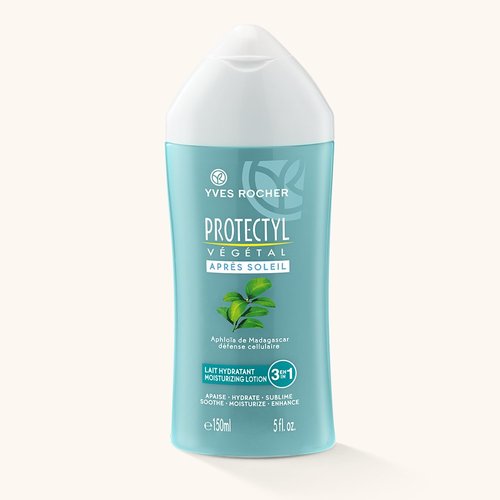 YVES ROCHER
PROTECTYL
VÉGÉTAL
APRÈS SOLEIL
Aphloïa de Madagascar
défense cellulaire
LAIT HYDRATANT
MOISTURIZING LOTION
3 EN 1
IN
APAISE • HYDRATE • SUBLIME
SOOTHE • MOISTURIZE • ENHANCE
℮150ml 5 fl. oz.